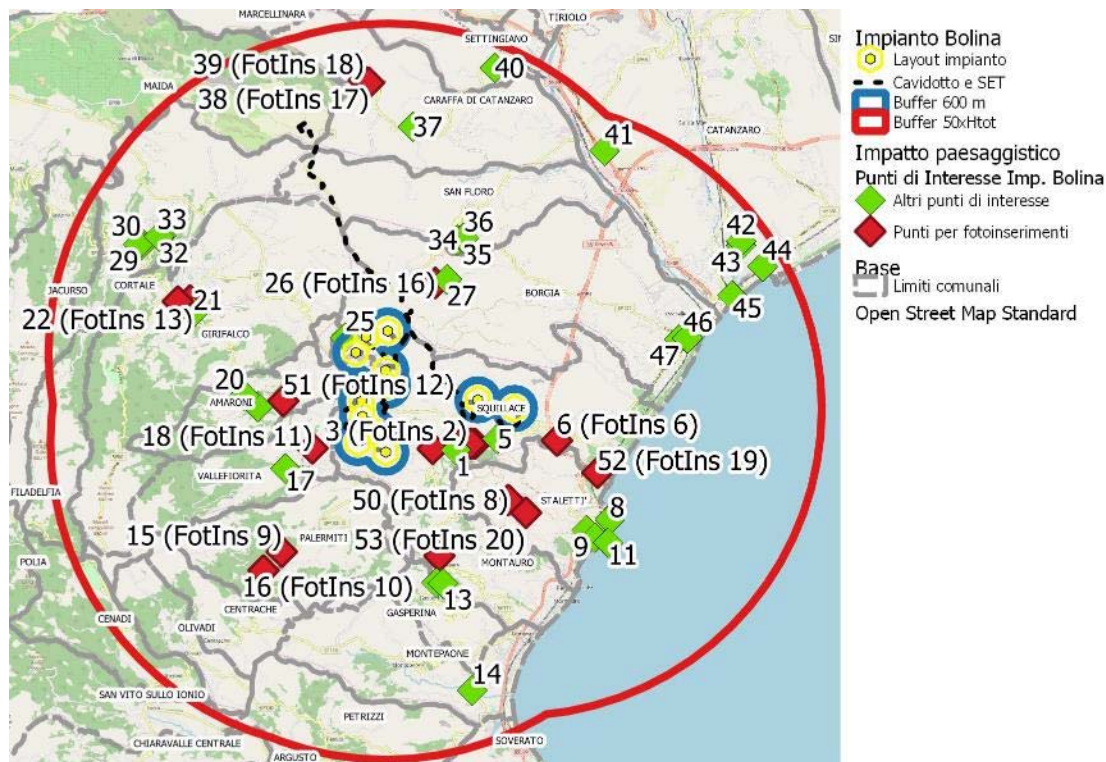 MARCELLINARA
TIRIOLO
SETTINGIANO
39 (FotIns 18)
40
MAIDA
38 (FotIns 17)
CARAFFA DI CATANZARO
37
41
CATANZARO
SAN FLORO
33
30
36
34
42
29
32
35
43
44
JACURSO
CORTALE
26 (FotIns 16)
21
27
BORGIA
45
22 (FotIns 13)
GIRIFALCO
25
46
47
20
51 (FotIns 12)
AMARONI
SQUILLACE
3 (FotIns 2)
5
6 (FotIns 6)
18 (FotIns 11)
1
52 (FotIns 19)
VALLEFIORITA
17
FILADELFIA
50 (FotIns 8)
STALETTI'
8
15 (FotIns 9)
PALERMITI
53 (FotIns 20)
9
11
POLIA
MONTAURO
16 (FotIns 10)
13
CENTRACHE
GASPERINA
CENADI
OLIVADI
MONTEPAONE
14
SAN VITO SULLO IONIO
PETRIZZI
CHIARAVALLE CENTRALE
SOVERATO
ARGUSTO
Impianto Bolina
Layout impianto
Cavidotto e SET
Buffer 600 m
Buffer 50xHtot
Impatto paesaggistico
Punti di Interesse Imp. Bolina
Altri punti di interesse
Punti per fotoinserimenti
Base
Limiti comunali
Open Street Map Standard